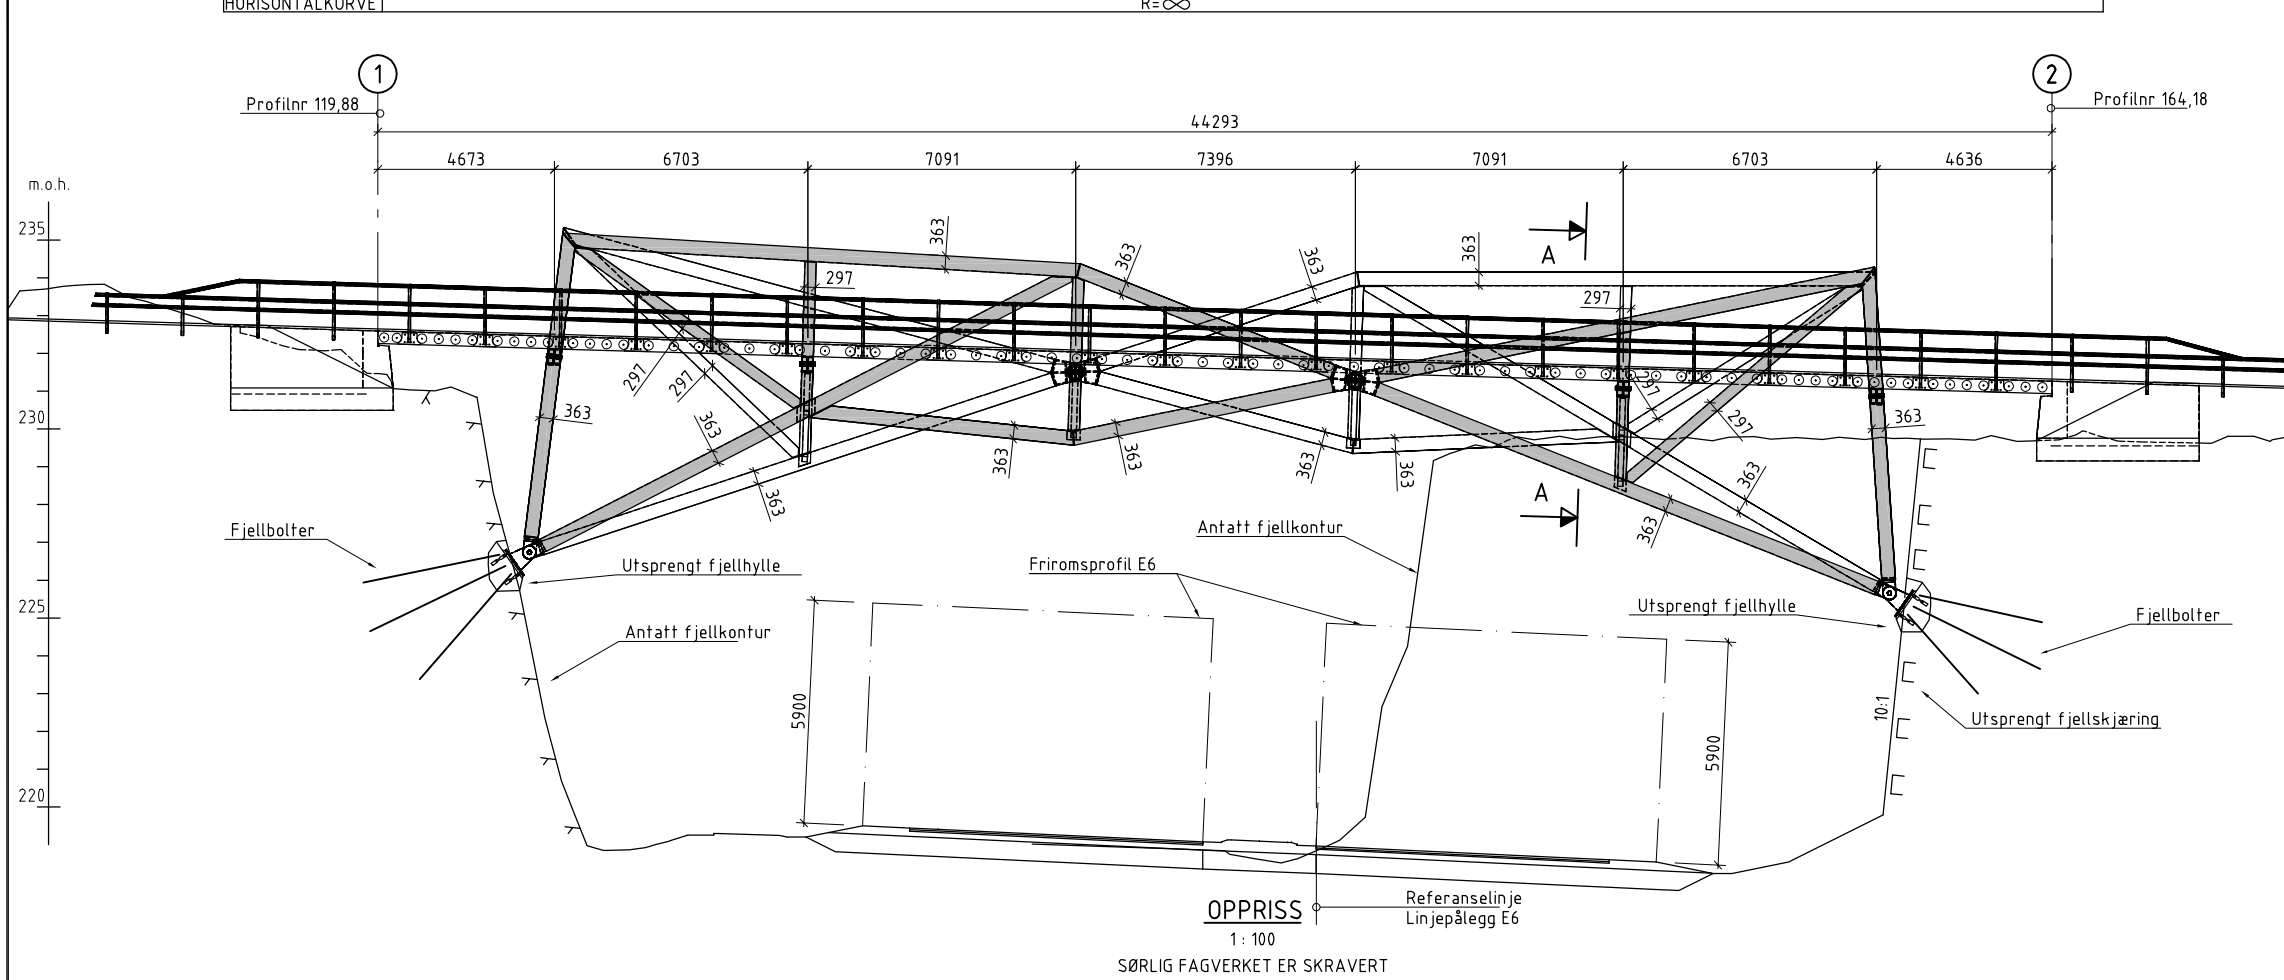 HORISONTALKURVE R=∞
1 2
Profilnr 119,88 Profilnr 164,18
44293
4673 6703 7091 7396 7091 6703 4636
m.o.h.
235
363
363
363
363
A
297
297
230
297
297
297
297
363
363
363
363
363
363
363
363
363
363
363
A
Fjellbolter
Utsprengt fjellhylle
Antatt fjellkontur
Friromsprofil E6
225
Utsprengt fjellhylle
Fjellbolter
Antatt fjellkontur
5900
5900
10:1
Utsprengt fjellskjæring
220
OPPRISS
1 : 100
Referanselinje
Linjepålegg E6
SØRLIG FAGVERKET ER SKRAVERT